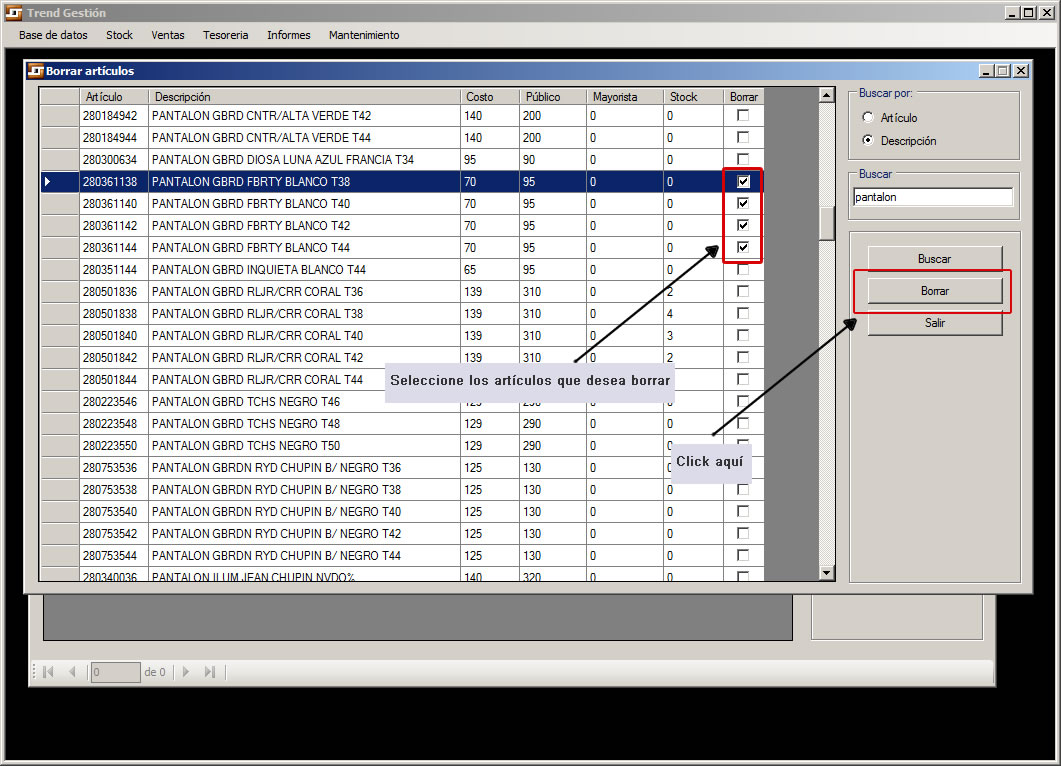 Trend Gestión
Base de datos Stock Ventas Tesoreria Informes Mantenimiento
Borrar artículos
Artículo Descripción Costo Público Mayorista Stock Borrar
280184942 PANTALON GBRD CNTR/ALTA VERDE T42 140 200 0 0
280184944 PANTALON GBRD CNTR/ALTA VERDE T44 140 200 0 0
280300634 PANTALON GBRD DIOSA LUNA AZUL FRANCIA T34 95 90 0 0
280361138 PANTALON GBRD FBRTY BLANCO T38 70 95 0 0
280361140 PANTALON GBRD FBRTY BLANCO T40 70 95 0 0
280361142 PANTALON GBRD FBRTY BLANCO T42 70 95 0 0
280361144 PANTALON GBRD FBRTY BLANCO T44 70 95 0 0
280351144 PANTALON GBRD INQUIETA BLANCO T44 65 95 0 0
280501836 PANTALON GBRD RLJR/CRR CORAL T36 139 310 0 2
280501838 PANTALON GBRD RLJR/CRR CORAL T38 139 310 0 4
280501840 PANTALON GBRD RLJR/CRR CORAL T40 139 310 0 3
280501842 PANTALON GBRD RLJR/CRR CORAL T42 139 310 0 2
280501844 PANTALON GBRD RLJR/CRR CORAL T44
Seleccione los artículos que desea borrar
280223546 PANTALON GBRD TCHS NEGRO T46 129 290 0 0
280223548 PANTALON GBRD TCHS NEGRO T48 129 290 0 0
280223550 PANTALON GBRD TCHS NEGRO T50 129 290 0
280753536 PANTALON GBRDN RYD CHUPIN B/ NEGRO T36 125 130 0
Click aquí
280753538 PANTALON GBRDN RYD CHUPIN B/ NEGRO T38 125 130 0 0
280753540 PANTALON GBRDN RYD CHUPIN B/ NEGRO T40 125 130 0 0
280753542 PANTALON GBRDN RYD CHUPIN B/ NEGRO T42 125 130 0 0
280753544 PANTALON GBRDN RYD CHUPIN B/ NEGRO T44 125 130 0 0
280340036 PANTALON ILUM JEAN CHUPIN NVDO% 140 320 0 0
Buscar por:
Artículo
Descripción
Buscar
pantalon
Buscar
Borrar
Salir
0 de 0